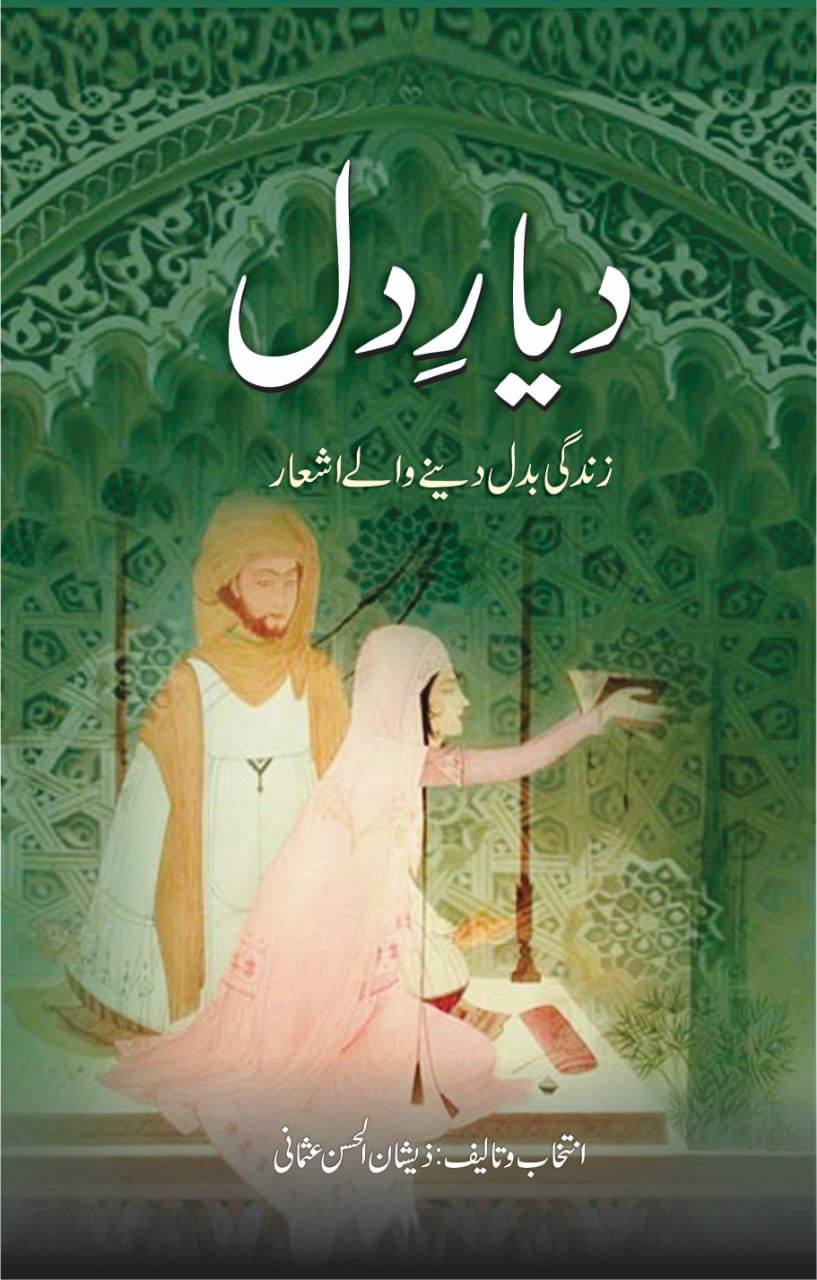 دیارِ دل
زندگی بدل دینے والے اشعار
انتخاب و تالیف: ذیشان الحسن عثمانی